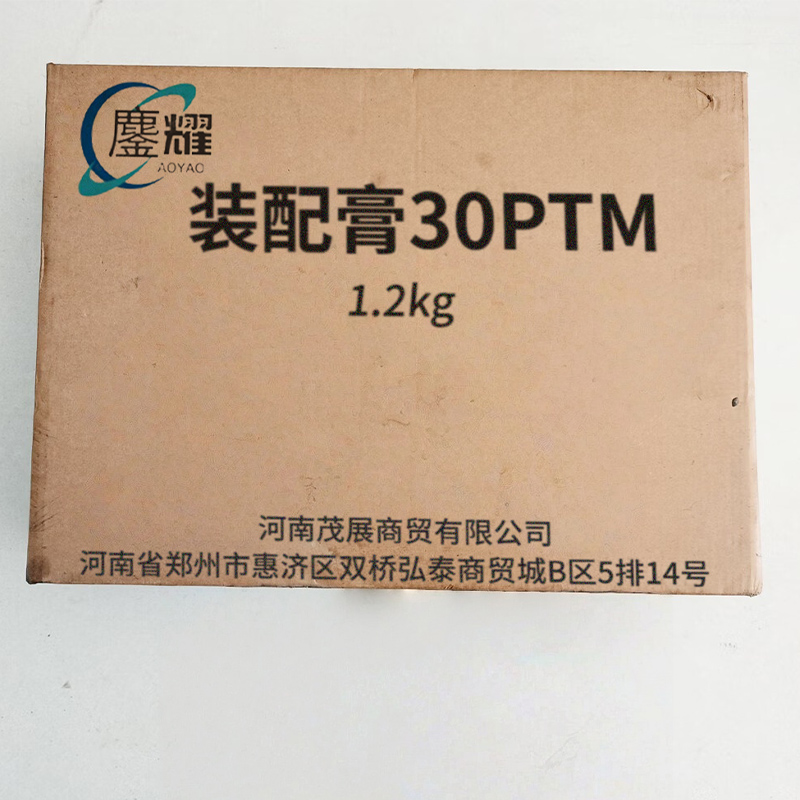 鏖耀
AOYAO
装配膏30PTM
1.2kg
河南茂展商贸有限公司
河南省郑州市惠济区双桥弘泰商贸城B区5排14号